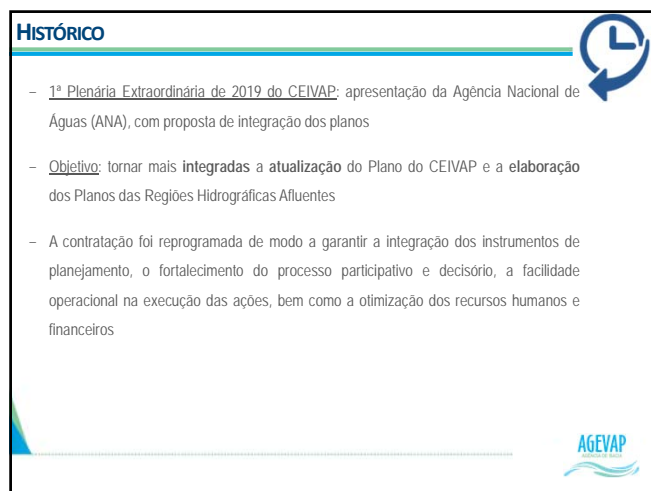 HISTÓRICO
– 1ª Plenária Extraordinária de 2019 do CEIVAP: apresentação da Agência Nacional de
Águas (ANA), com proposta de integração dos planos
– Objetivo: tornar mais integradas a atualização do Plano do CEIVAP e a elaboração
dos Planos das Regiões Hidrográficas Afluentes
– A contratação foi reprogramada de modo a garantir a integração dos instrumentos de
planejamento, o fortalecimento do processo participativo e decisório, a facilidade
operacional na execução das ações, bem como a otimização dos recursos humanos e
financeiros
AGEVAP
AGÊNCIA DE BACIA